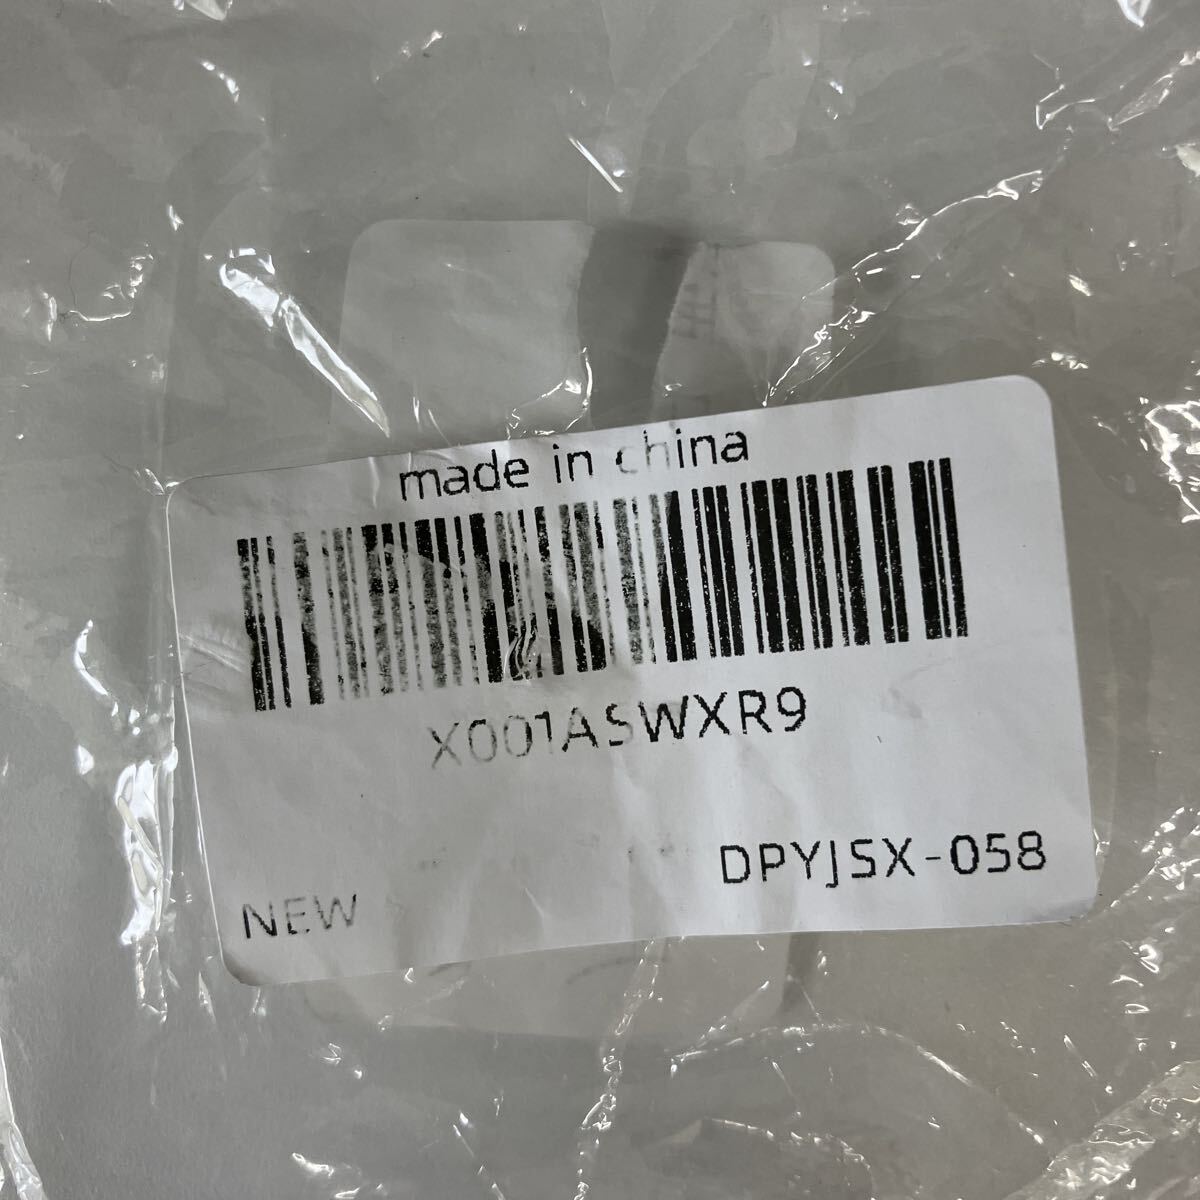 made in china
X001ASWXR9
DPYJSX-058
NEW